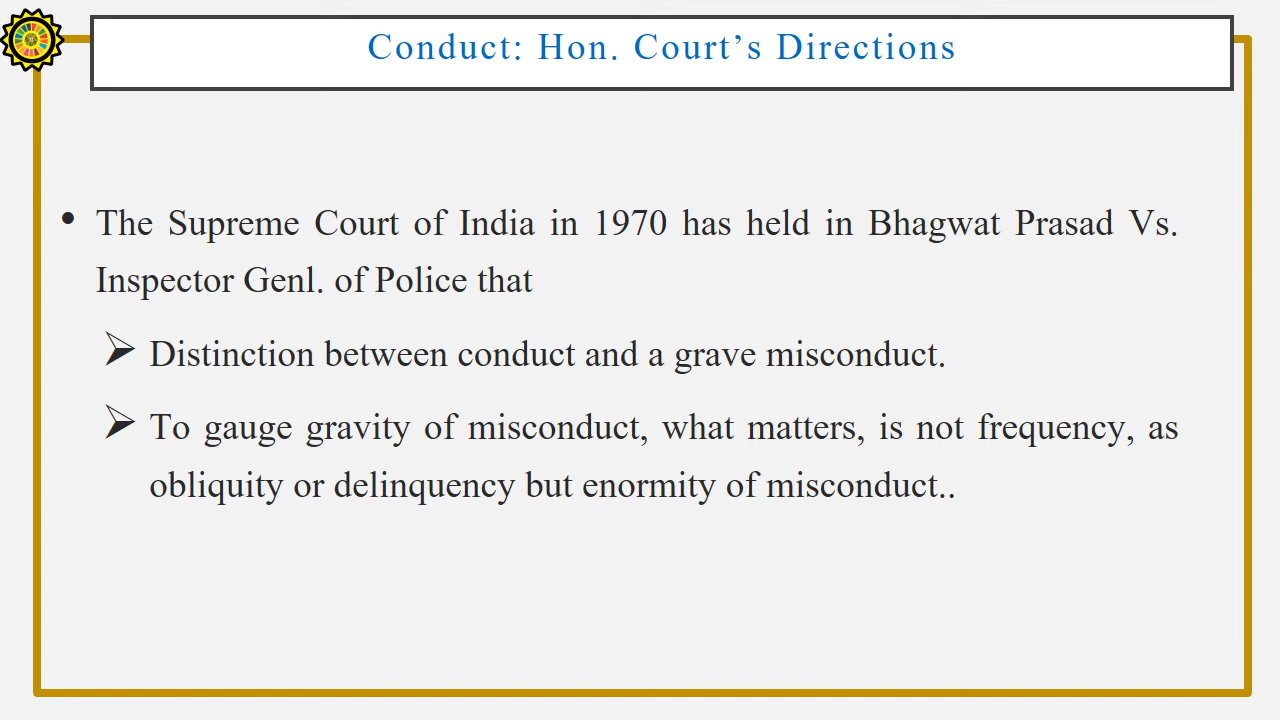 Conduct: Hon. Court’s Directions
• The Supreme Court of India in 1970 has held in Bhagwat Prasad Vs.
Inspector Genl. of Police that
➢ Distinction between conduct and a grave misconduct.
➢ To gauge gravity of misconduct, what matters, is not frequency, as
obliquity or delinquency but enormity of misconduct..